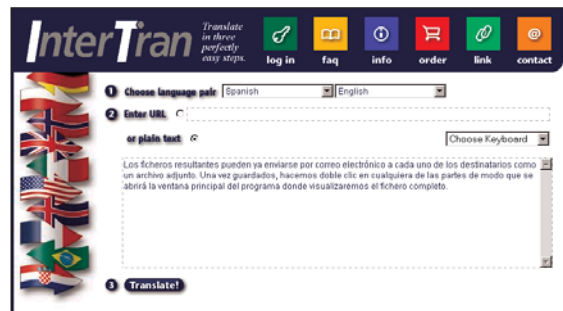 InterTran
Translate
in three
perfectly
easy steps.
log in faq info order link contact
1 Choose language pair Spanish English
2 Enter URL
or plain text Choose Keyboard
Los ficheros resultantes pueden ya enviarse por correo electrónico a cada uno de los destinatarios como
un archivo adjunto. Una vez guardados, hacemos doble clic en cualquiera de las partes de modo que se
abrirá la ventana principal del programa donde visualizaremos el fichero completo.
3 Translate!